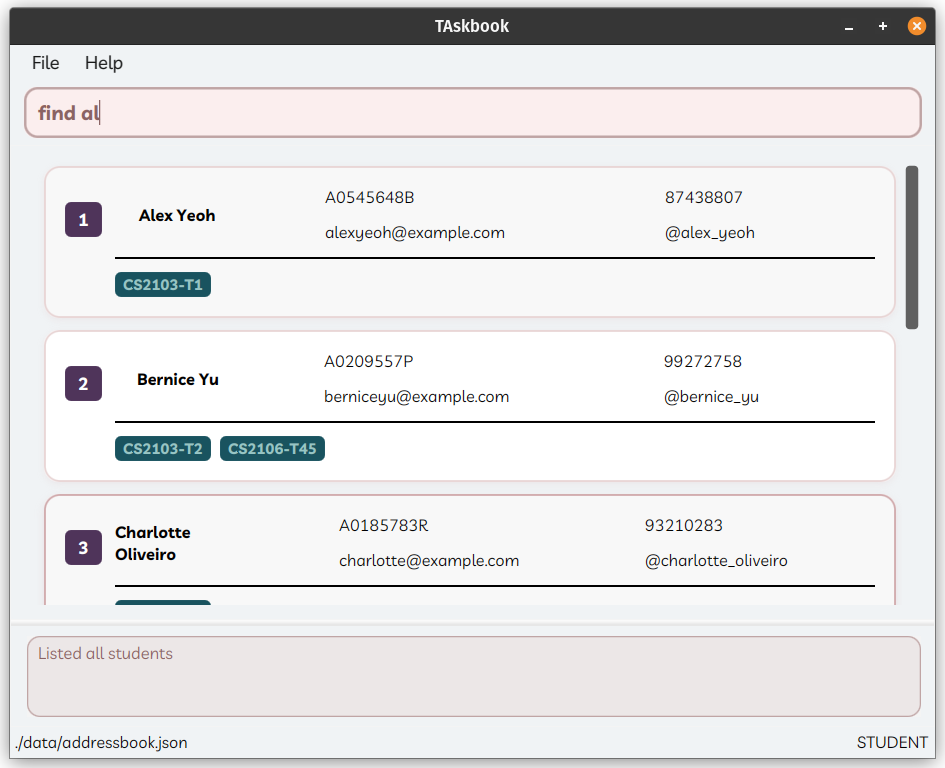 TAskbook
File Help
find al
1 Alex Yeoh A0545648B 87438807
alexyeoh@example.com @alex_yeoh
CS2103-T1
2 Bernice Yu A0209557P 99272758
berniceyu@example.com @bernice_yu
CS2103-T2 CS2106-T45
3 Charlotte Oliveiro A0185783R 93210283
charlotte@example.com @charlotte_oliveiro
Listed all students
./data/addressbook.json STUDENT